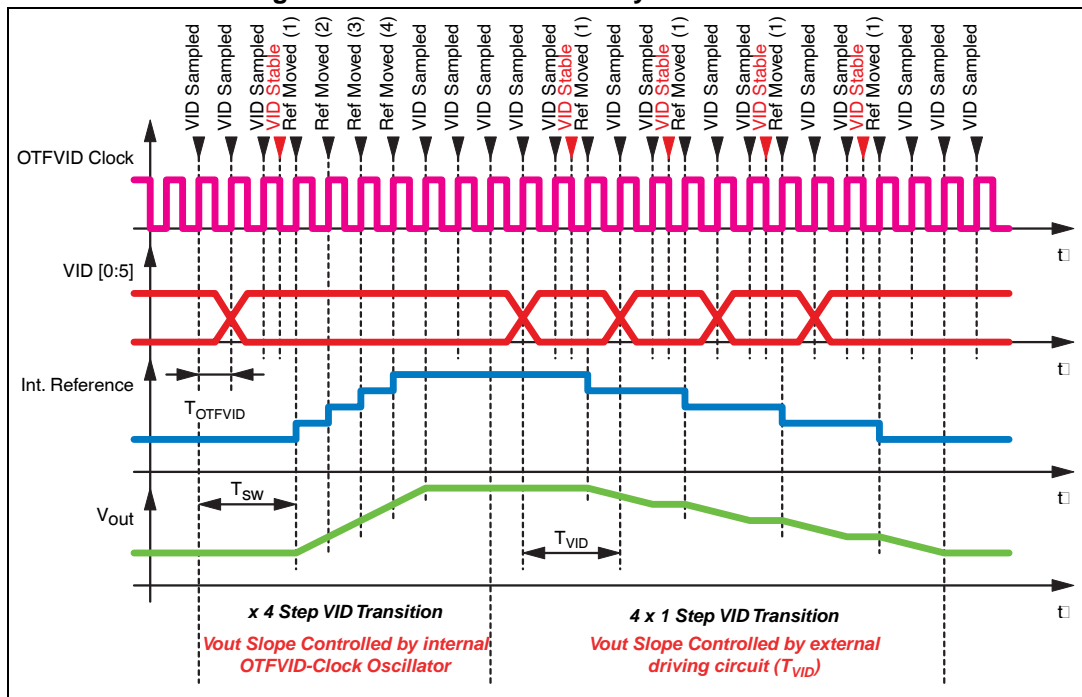 VID Sampled
VID Sampled
VID Sampled
VID Stable
Ref Moved (1)
Ref Moved (2)
Ref Moved (3)
Ref Moved (4)
VID Sampled
VID Sampled
VID Sampled
VID Sampled
VID Sampled
VID Stable
Ref Moved (1)
VID Sampled
VID Sampled
VID Stable
Ref Moved (1)
VID Sampled
VID Sampled
VID Stable
Ref Moved (1)
VID Sampled
VID Sampled
VID Stable
Ref Moved (1)
VID Sampled
VID Sampled
VID Sampled
OTFVID Clock
t
VID [0:5]
t
Int. Reference
TOTFVID
t
TSW
Vout
TVID
t
x 4 Step VID Transition
Vout Slope Controlled by internal
OTFVID-Clock Oscillator
4 x 1 Step VID Transition
Vout Slope Controlled by external
driving circuit (TVID)